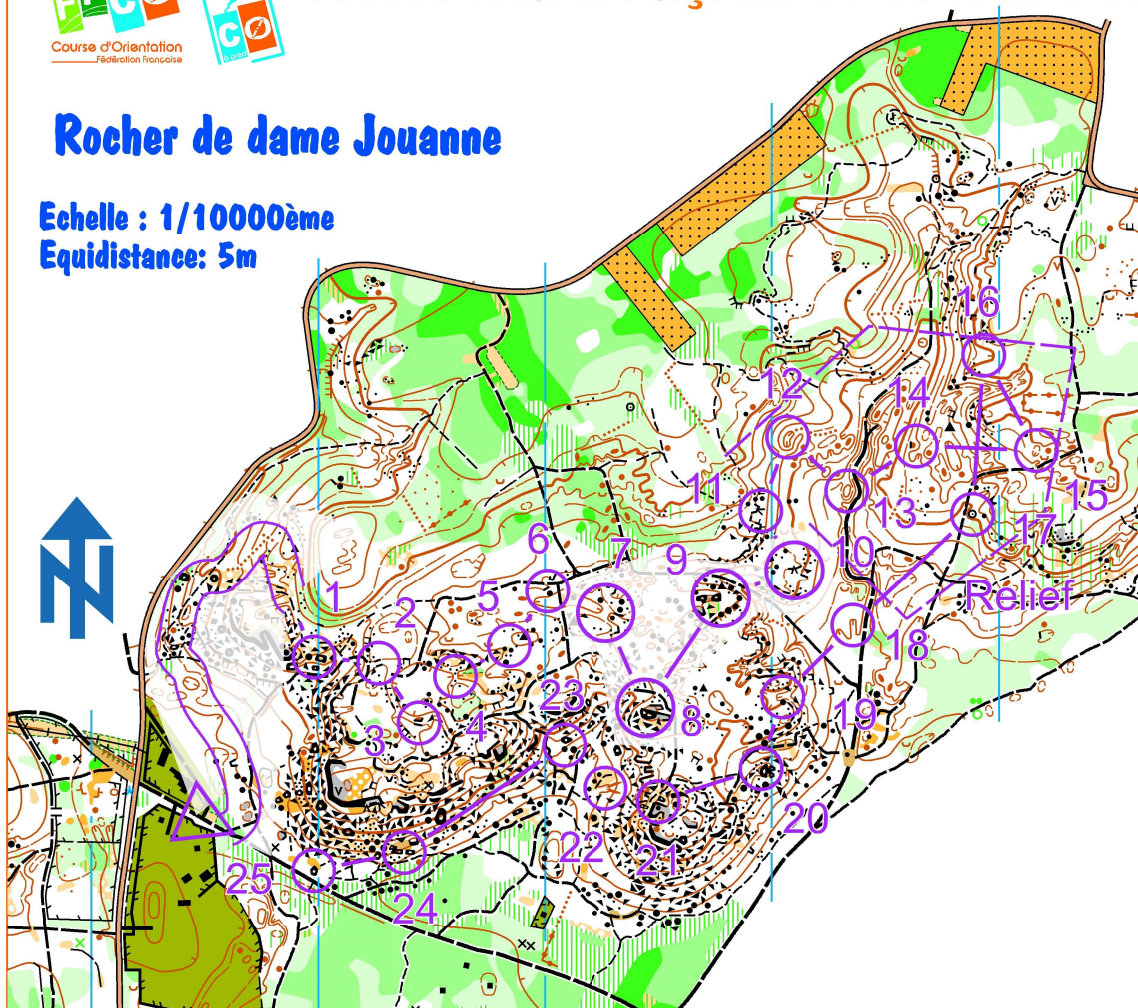 Course d'Orientation
Fédération Française
CO
à pied
Rocher de dame Jouanne
Echelle : 1/10000ème
Equidistance: 5m
N
16
12
14
11
15
13
6
7
9
10
17
1
5
2
Relief
18
23
8
3
4
19
20
22
21
25
24